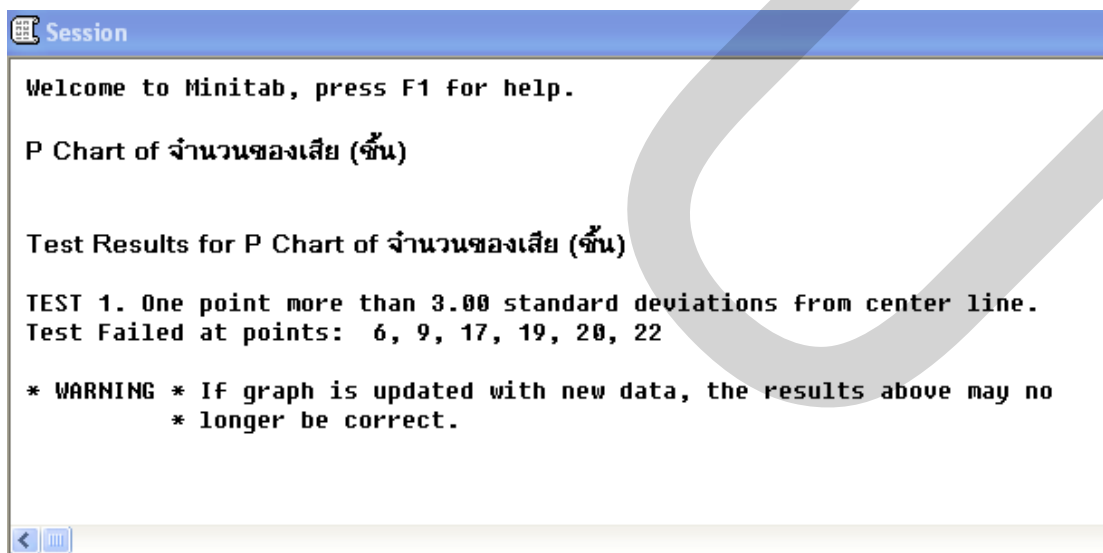 Session
Welcome to Minitab, press F1 for help.
P Chart of จำนวนของเสีย (ชิ้น)
Test Results for P Chart of จำนวนของเสีย (ชิ้น)
TEST 1. One point more than 3.00 standard deviations from center line.
Test Failed at points:  6, 9, 17, 19, 20, 22
* WARNING * If graph is updated with new data, the results above may no
* longer be correct.